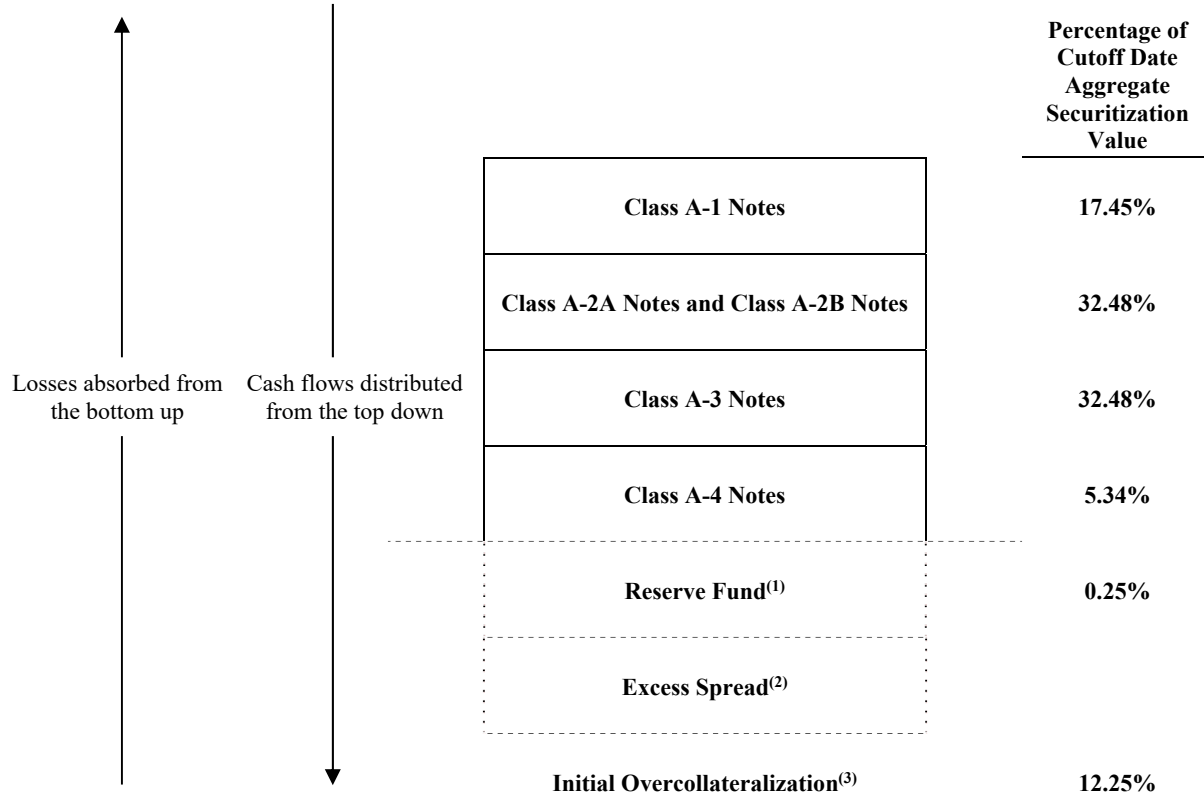 Percentage of
Cutoff Date
Aggregate
Securitization
Value
Class A-1 Notes 17.45%
Class A-2A Notes and Class A-2B Notes 32.48%
Losses absorbed from
the bottom up
Cash flows distributed
from the top down
Class A-3 Notes 32.48%
Class A-4 Notes 5.34%
Reserve Fund(1) 0.25%
Excess Spread(2)
Initial Overcollateralization(3) 12.25%